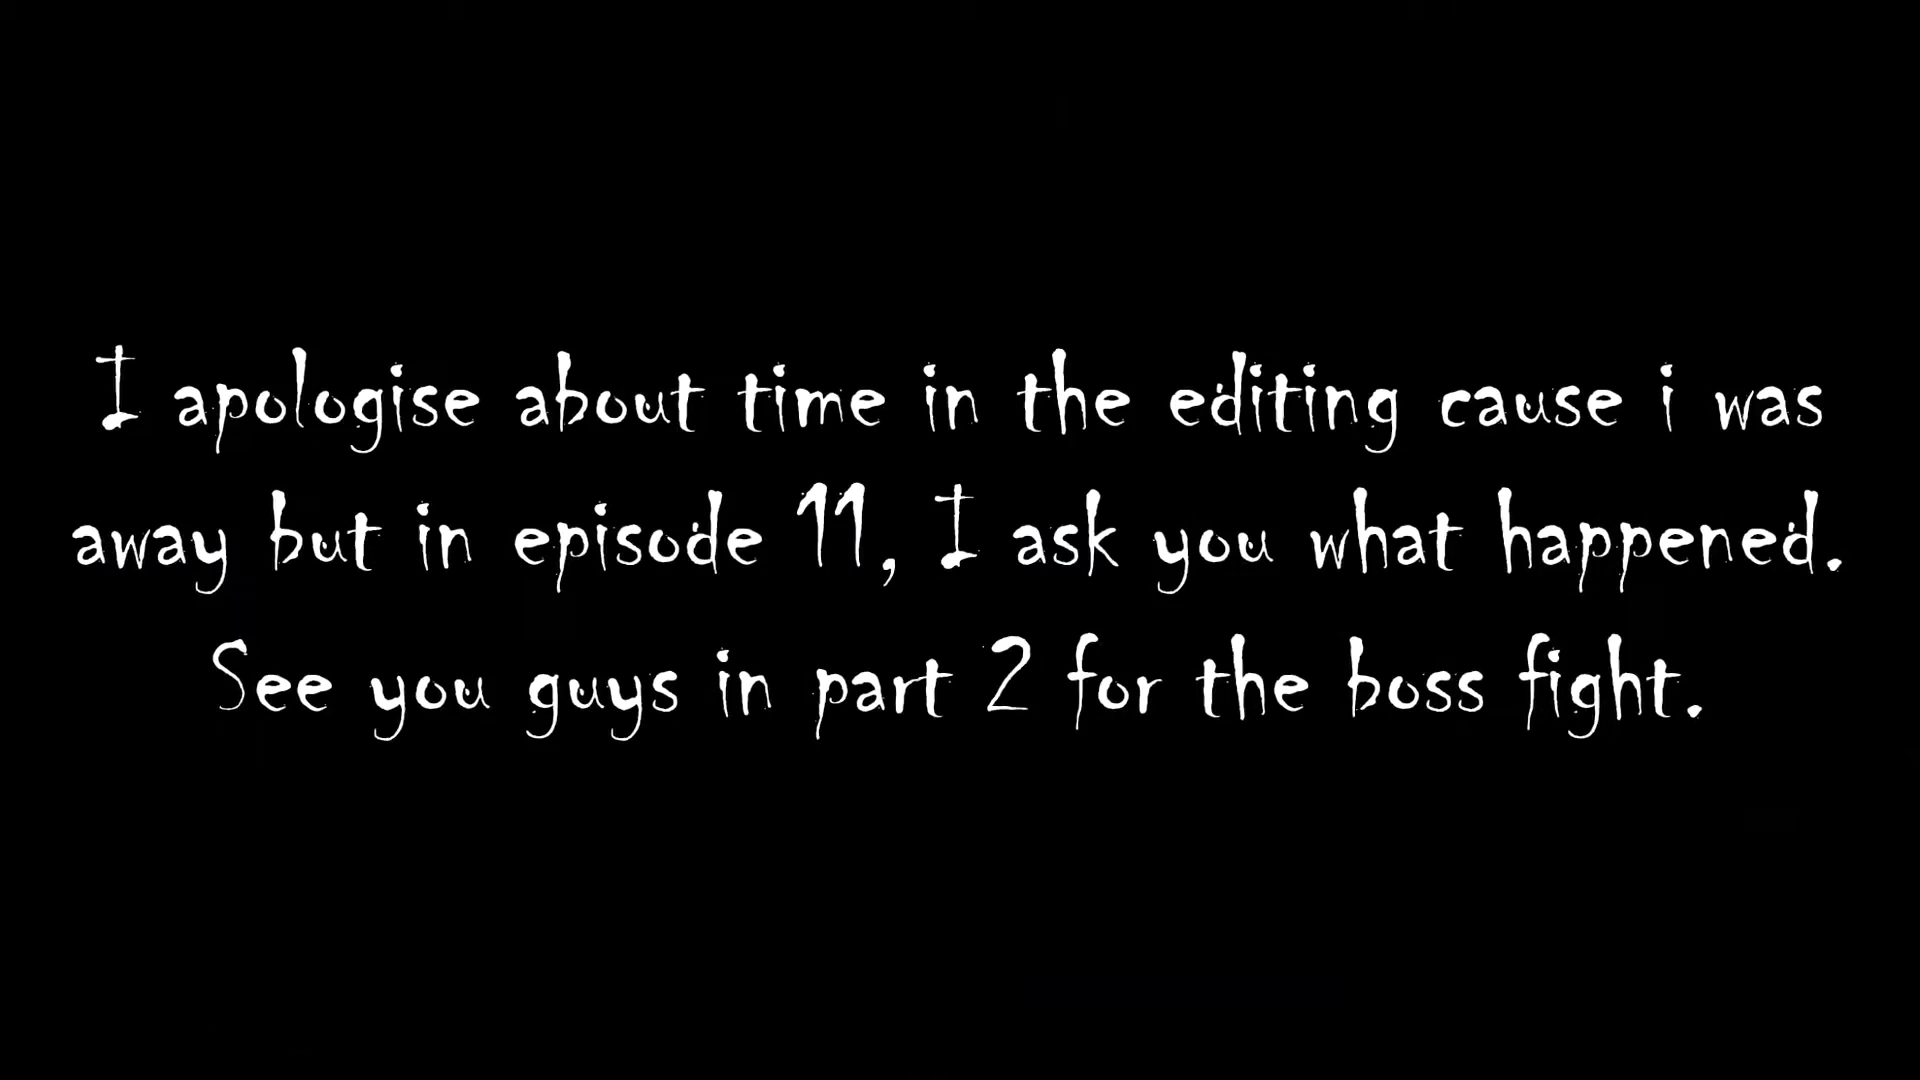 I apologise about time in the editing cause i was
away but in episode 11, I ask you what happened.
See you guys in part 2 for the boss fight.